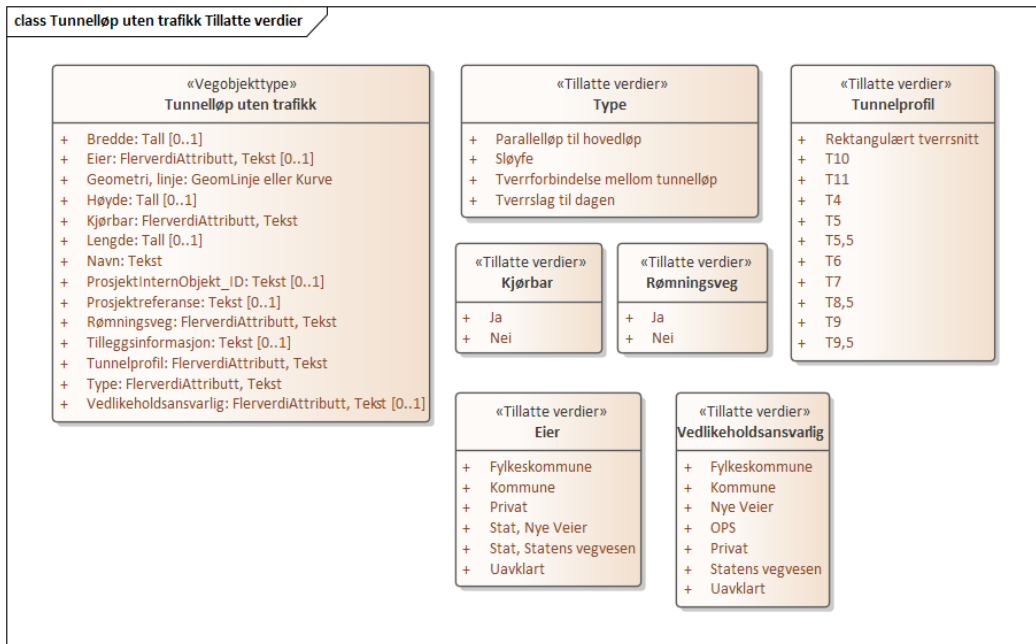 class Tunnelløp uten trafikk Tillatte verdier
«Vegobjekttype»
Tunnelløp uten trafikk
+ Bredde: Tall [0..1]
+ Eier: FlerverdiAttributt, Tekst [0..1]
+ Geometri, linje: GeomLinje eller Kurve
+ Høyde: Tall [0..1]
+ Kjørbar: FlerverdiAttributt, Tekst
+ Lengde: Tall [0..1]
+ Navn: Tekst
+ ProsjektInternObjekt_ID: Tekst [0..1]
+ Prosjektreferanse: Tekst [0..1]
+ Rømningsveg: FlerverdiAttributt, Tekst
+ Tilleggsinformasjon: Tekst [0..1]
+ Tunnelprofil: FlerverdiAttributt, Tekst
+ Type: FlerverdiAttributt, Tekst
+ Vedlikeholdsansvarlig: FlerverdiAttributt, Tekst [0..1]
«Tillatte verdier»
Type
+ Parallelløp til hovedløp
+ Sløyfe
+ Tverrforbindelse mellom tunnelløp
+ Tverrslag til dagen
«Tillatte verdier»
Tunnelprofil
+ Rektangulært tverrsnitt
+ T10
+ T11
+ T4
+ T5
+ T5,5
+ T6
+ T7
+ T8,5
+ T9
+ T9,5
«Tillatte verdier»
Kjørbar
+ Ja
+ Nei
«Tillatte verdier»
Rømningsveg
+ Ja
+ Nei
«Tillatte verdier»
Eier
+ Fylkeskommune
+ Kommune
+ Privat
+ Stat, Nye Veier
+ Stat, Statens vegvesen
+ Uavklart
«Tillatte verdier»
Vedlikeholdsansvarlig
+ Fylkeskommune
+ Kommune
+ Nye Veier
+ OPS
+ Privat
+ Statens vegvesen
+ Uavklart